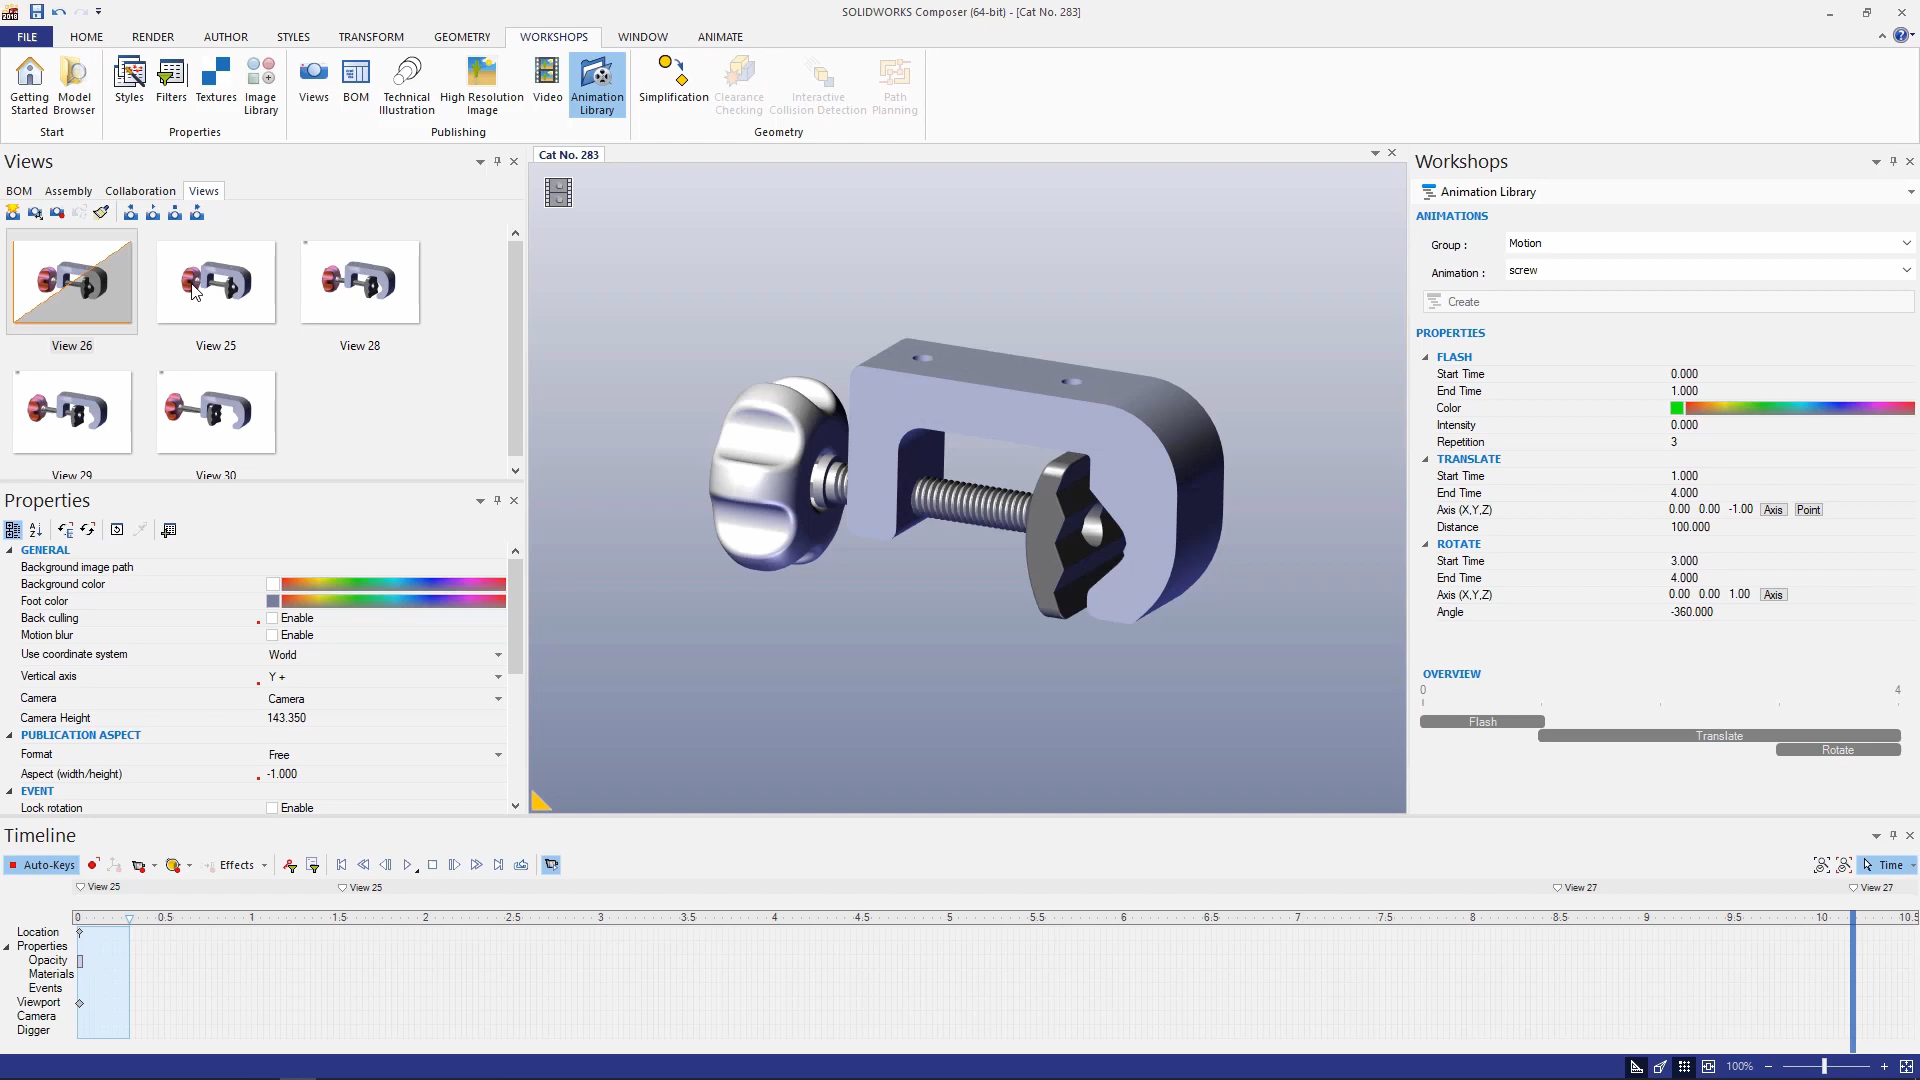 SOLIDWORKS Composer (64-bit) - [Cat No. 283]
FILE HOME RENDER AUTHOR STYLES TRANSFORM GEOMETRY WORKSHOPS WINDOW ANIMATE
Getting Started
Model Browser
Styles
Filters
Textures
Image Library
Views
BOM
Technical Illustration
High Resolution Image
Video
Animation Library
Simplification
Clearance Checking
Interactive Collision Detection
Path Planning
Start
Properties
Publishing
Geometry
Views
BOM Assembly Collaboration Views
View 26
View 25
View 28
View 29
View 30
Properties
GENERAL
Background image path
Background color
Foot color
Back culling Enable
Motion blur Enable
Use coordinate system World
Vertical axis Y +
Camera Camera
Camera Height 143.350
PUBLICATION ASPECT
Format Free
Aspect (width/height) -1.000
EVENT
Lock rotation Enable
Cat No. 283
Workshops
Animation Library
ANIMATIONS
Group : Motion
Animation : screw
Create
PROPERTIES
FLASH
Start Time 0.000
End Time 1.000
Color
Intensity 0.000
Repetition 3
TRANSLATE
Start Time 1.000
End Time 4.000
Axis (X,Y,Z) 0.00 0.00 -1.00 Axis Point
Distance 100.000
ROTATE
Start Time 3.000
End Time 4.000
Axis (X,Y,Z) 0.00 0.00 1.00 Axis
Angle -360.000
OVERVIEW
0 4
Flash
Translate
Rotate
Timeline
Auto-Keys Effects Time
View 25 View 25 View 27 View 27
0 0.5 1 1.5 2 2.5 3 3.5 4 4.5 5 5.5 6 6.5 7 7.5 8 8.5 9 9.5 10 10.5
Location
Properties
Opacity
Materials
Events
Viewport
Camera
Digger
100%